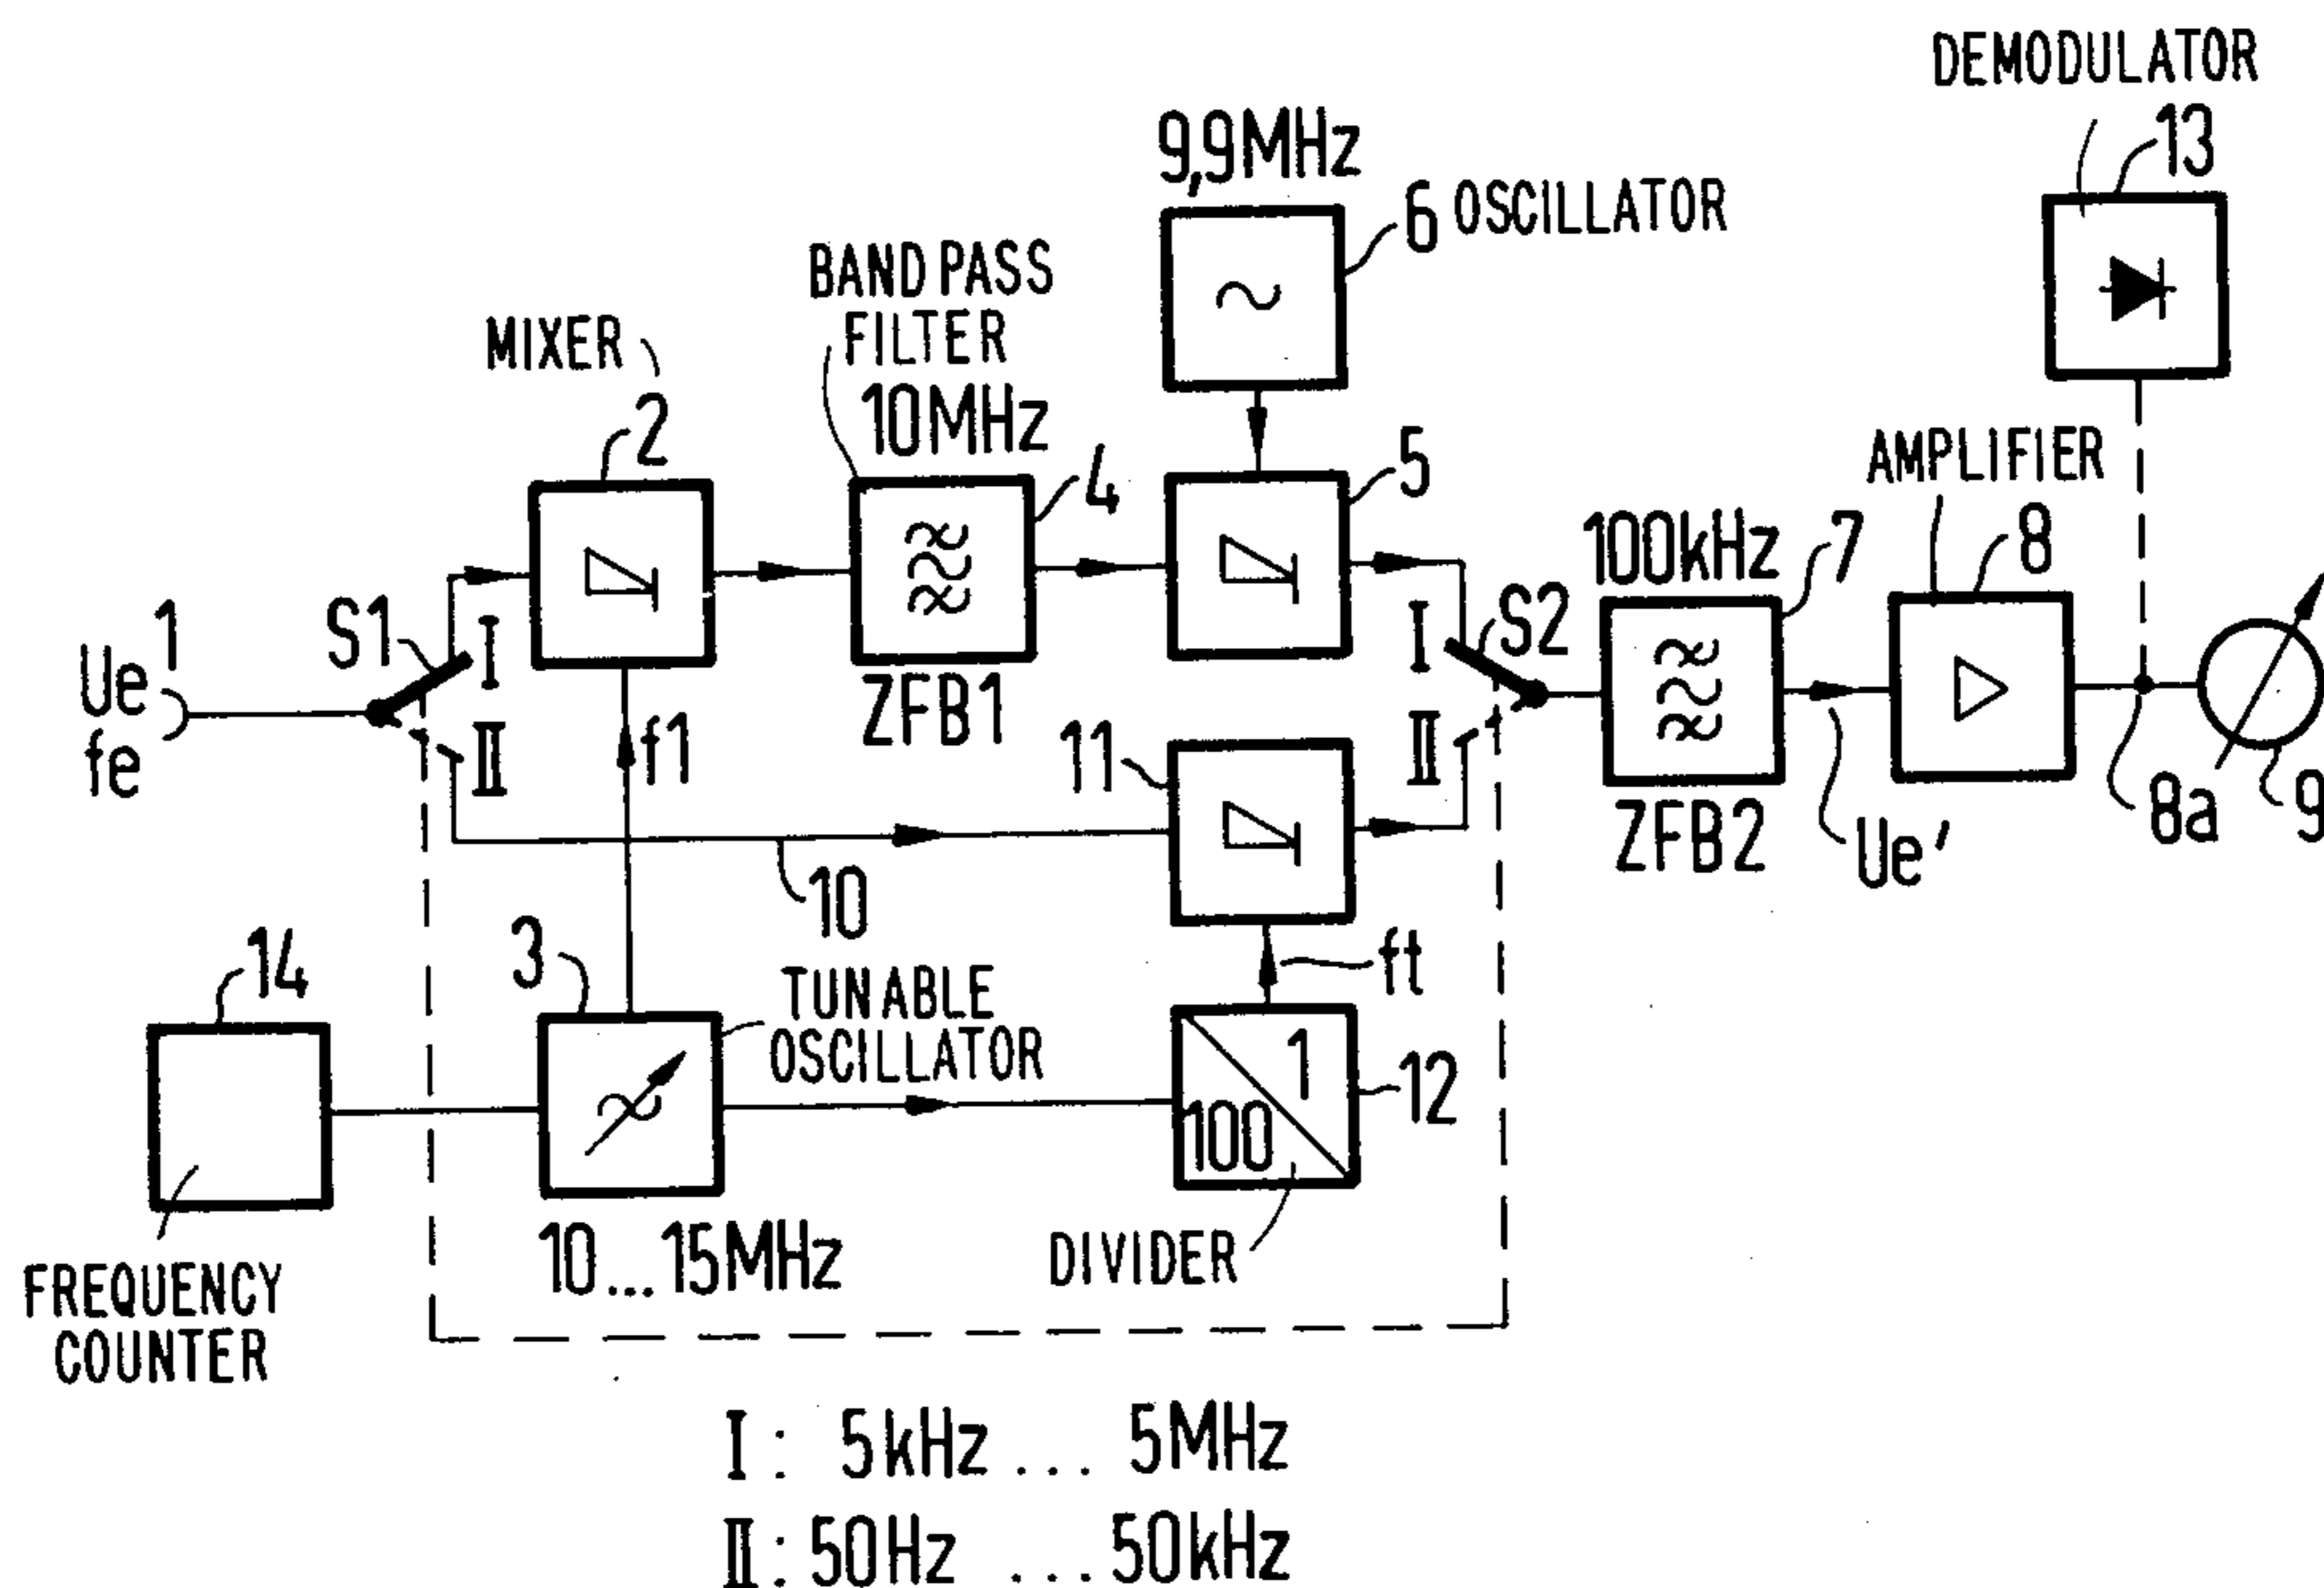 DEMODULATOR
13
9,9MHz
6 OSCILLATOR
BAND PASS
FILTER
10MHz
MIXER
2
4
5
AMPLIFIER
8
100kHz
7
1
Ue
fe
S1
I
II
f1
ZFB1
I
II
S2
11
ZFB2
Ue'
8a
9
10
14
3
TUNABLE
OSCILLATOR
ft
1
100
12
10...15MHz
DIVIDER
FREQUENCY
COUNTER
I : 5kHz ... 5MHz
II : 50Hz ... 50kHz